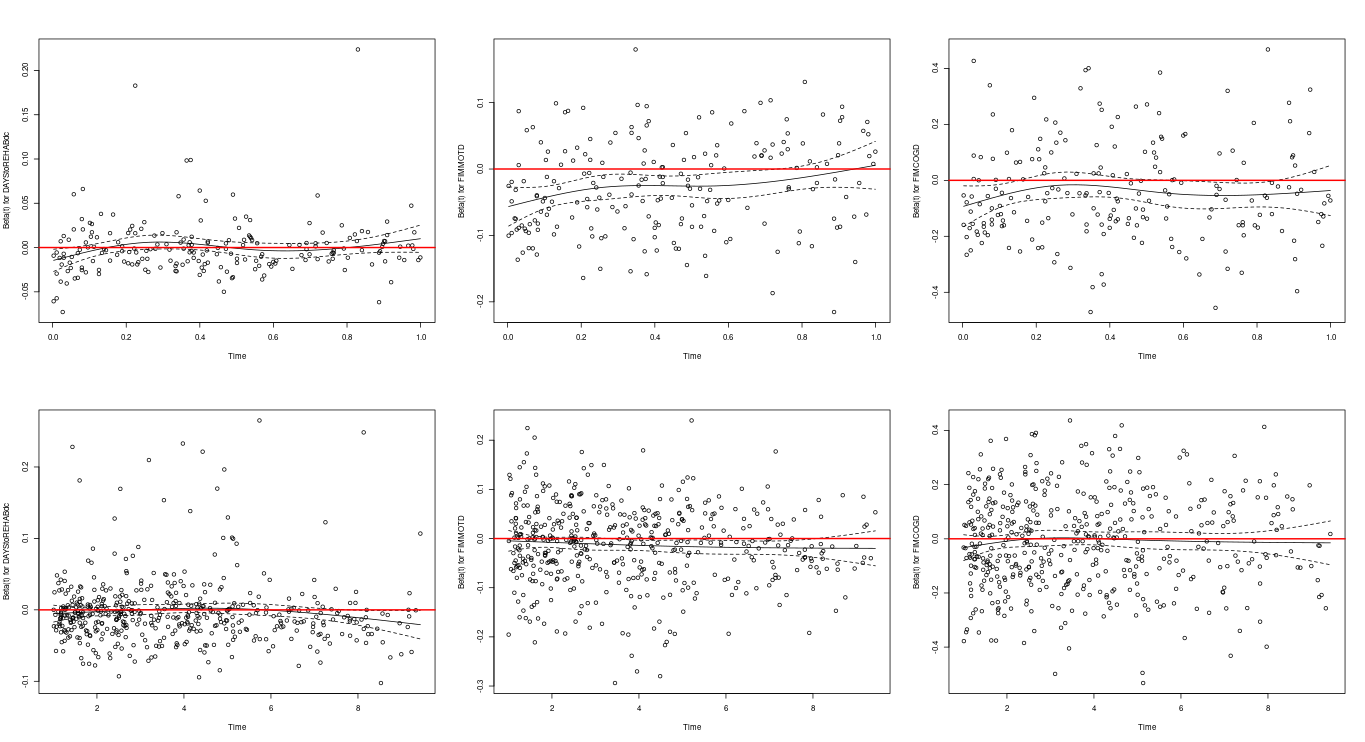 Beta(t) for DAYStoREHABdc
-0.05 0.00 0.05 0.10 0.15 0.20
0.0 0.2 0.4 0.6 0.8 1.0
Time
Beta(t) for FIMMOTD
-0.2 -0.1 0.0 0.1
0.0 0.2 0.4 0.6 0.8 1.0
Time
Beta(t) for FIMCOGD
-0.4 -0.2 0.0 0.2 0.4
0.0 0.2 0.4 0.6 0.8 1.0
Time
Beta(t) for DAYStoREHABdc
-0.1 0.0 0.1 0.2
2 4 6 8
Time
Beta(t) for FIMMOTD
-0.3 -0.2 -0.1 0.0 0.1 0.2
2 4 6 8
Time
Beta(t) for FIMCOGD
-0.4 -0.2 0.0 0.2 0.4
2 4 6 8
Time